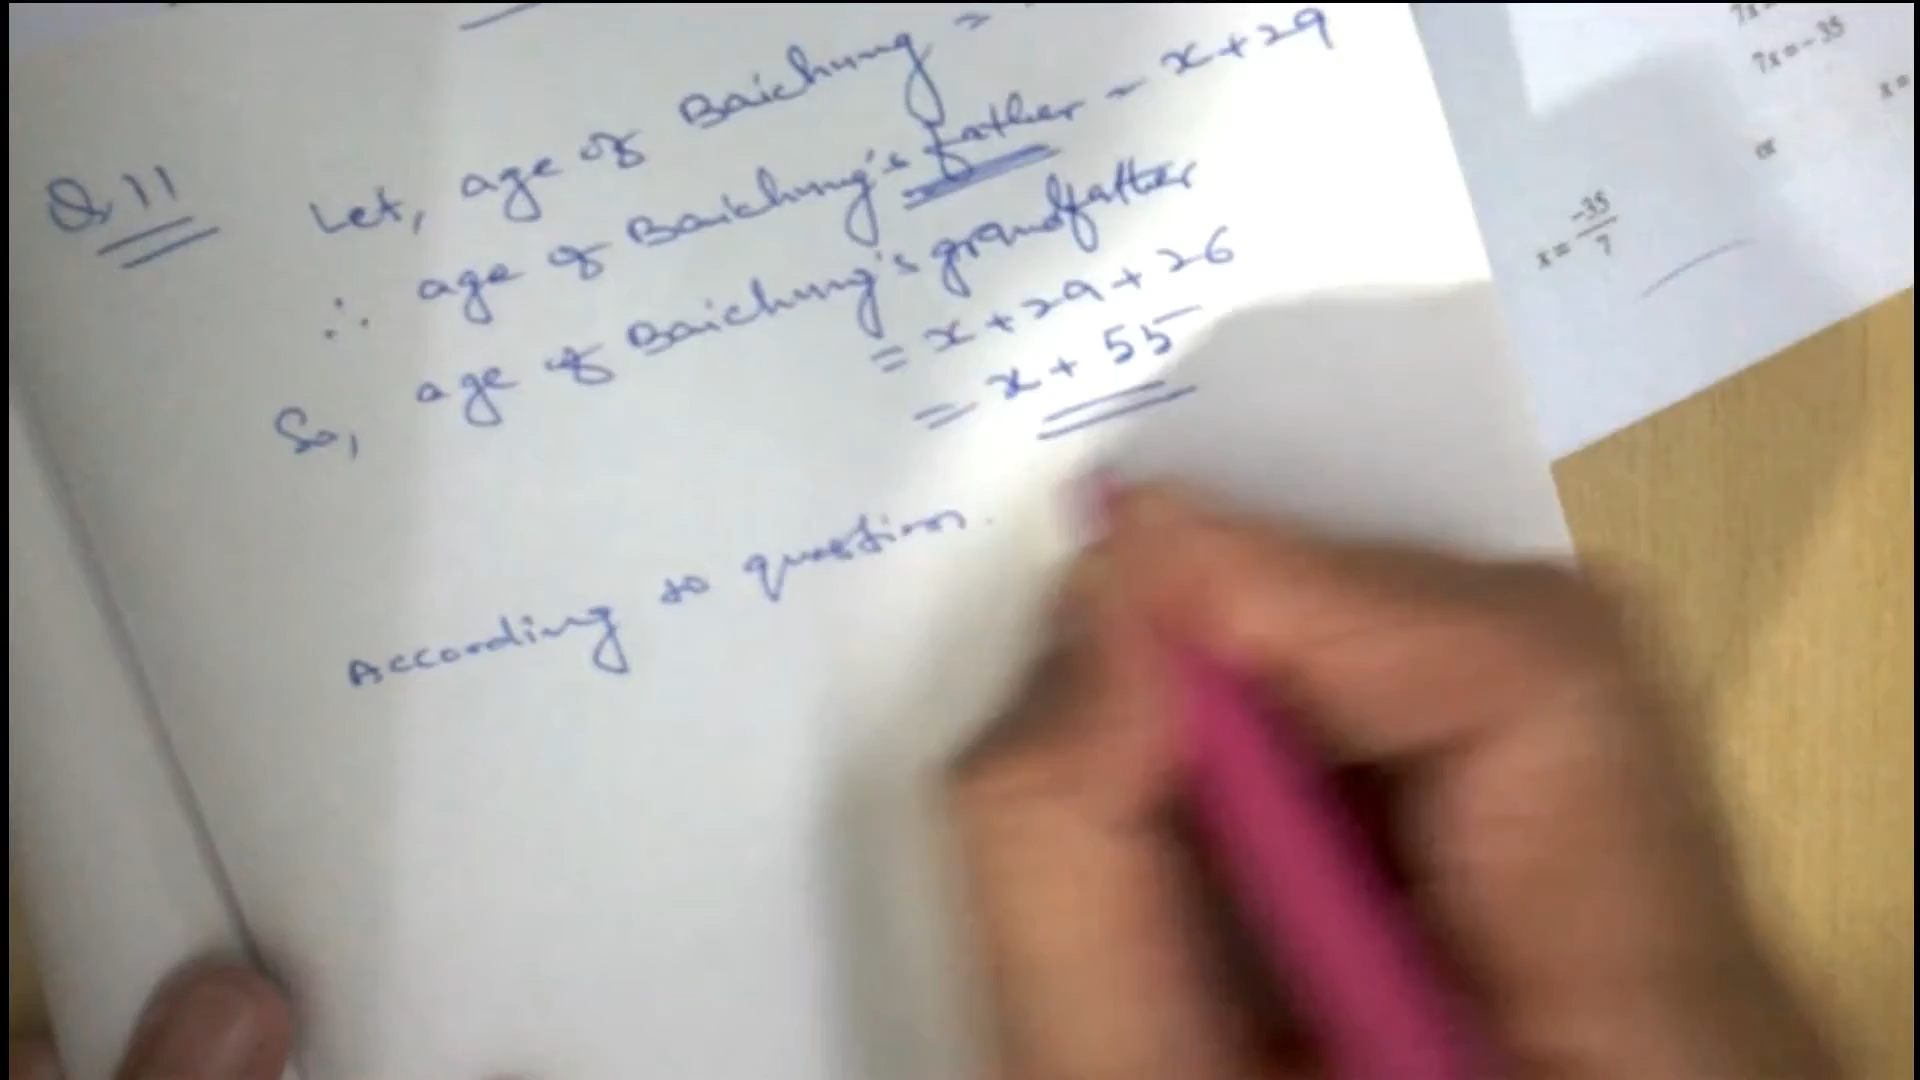 Q.11
Let, age of Baichung =
∴ age of Baichung's father = x+29
So, age of Baichung's grandfather
= x+29+26
= x + 55
According to question.
7x = -35
x =
or
x = -35/7